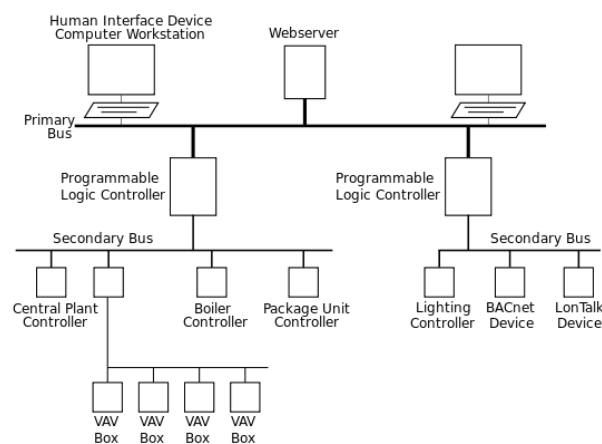 Human Interface Device
Computer Workstation
Webserver
Primary
Bus
Programmable
Logic Controller
Programmable
Logic Controller
Secondary Bus
Secondary Bus
Central Plant
Controller
Boiler
Controller
Package Unit
Controller
Lighting
Controller
BACnet
Device
LonTalk
Device
VAV
Box
VAV
Box
VAV
Box
VAV
Box